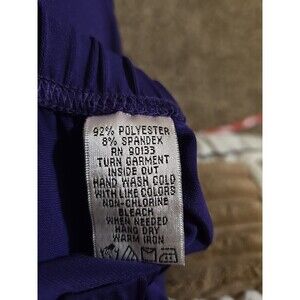 92% POLYESTER
8% SPANDEX
RN 90133
TURN GARMENT
INSIDE OUT
HAND WASH COLD
WITH LIKE COLORS
NON-CHLORINE
BLEACH
WHEN NEEDED
HANG DRY
WARM IRON